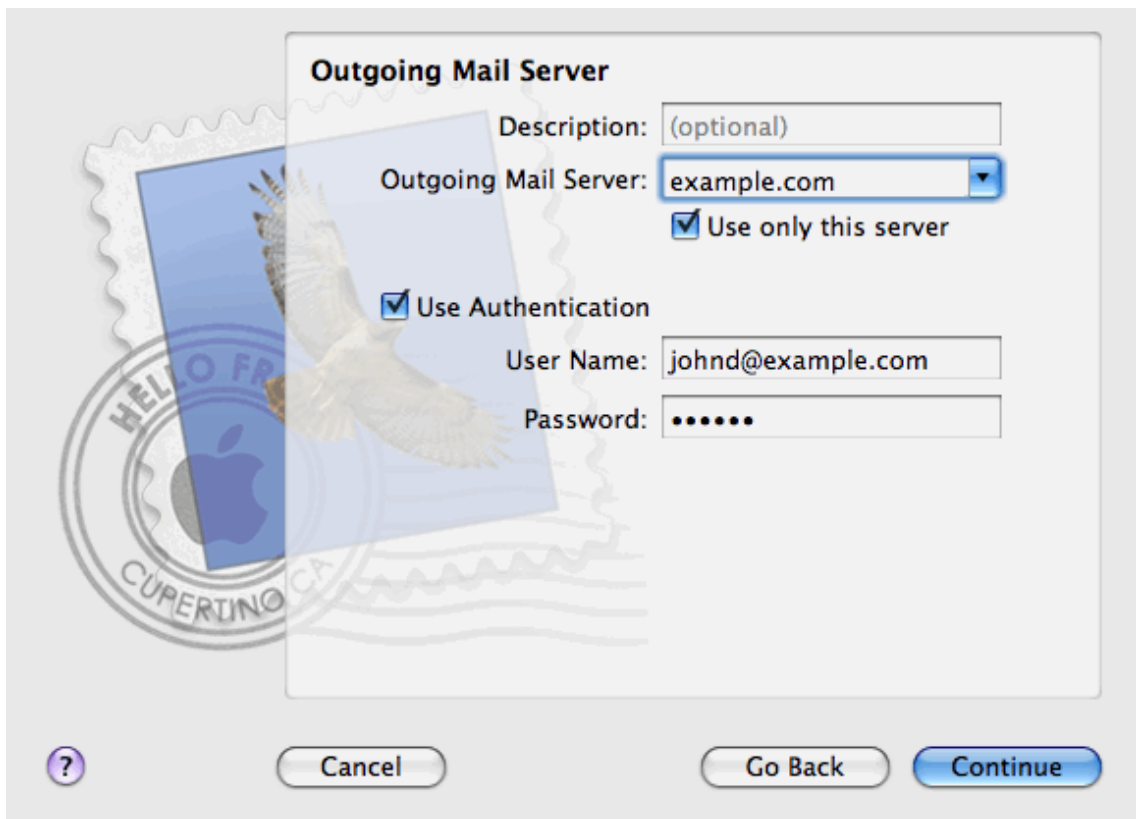 Outgoing Mail Server
Description: (optional)
Outgoing Mail Server: example.com
Use only this server
Use Authentication
User Name: johnd@example.com
Password: ••••••
HELLO FR
CUPERTINO CA
? Cancel Go Back Continue